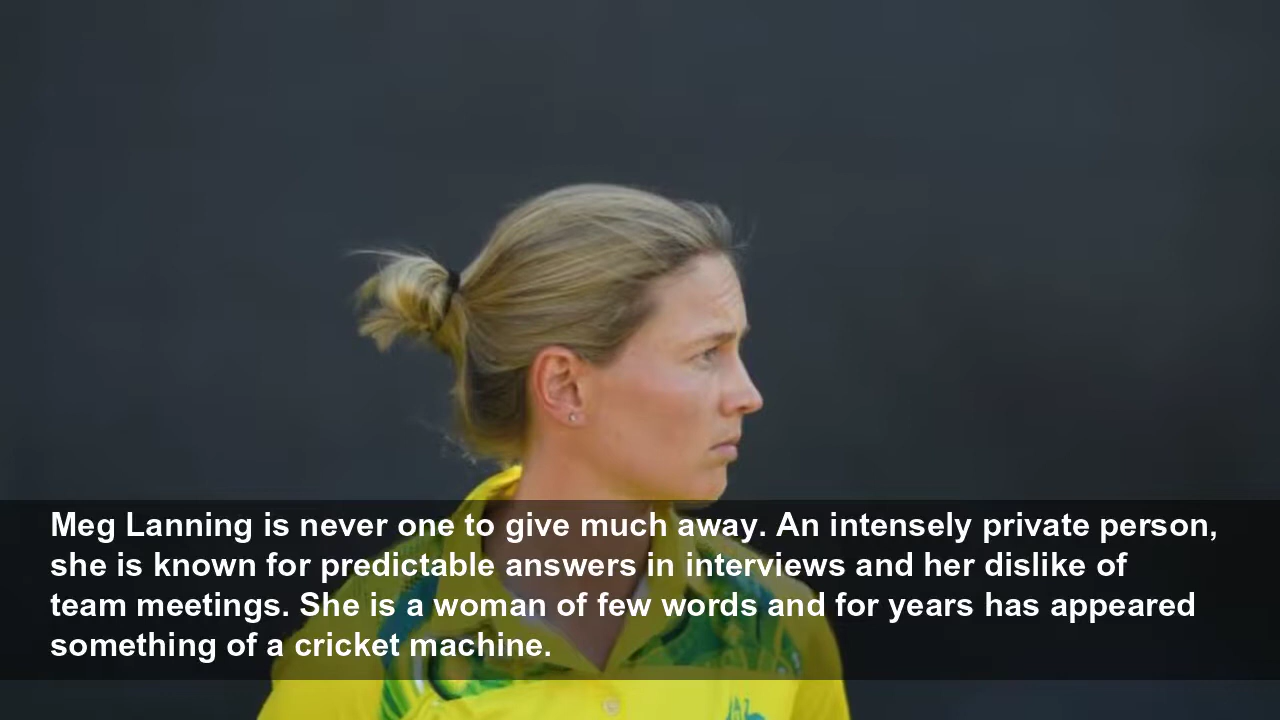 Meg Lanning is never one to give much away. An intensely private person,
she is known for predictable answers in interviews and her dislike of
team meetings. She is a woman of few words and for years has appeared
something of a cricket machine.